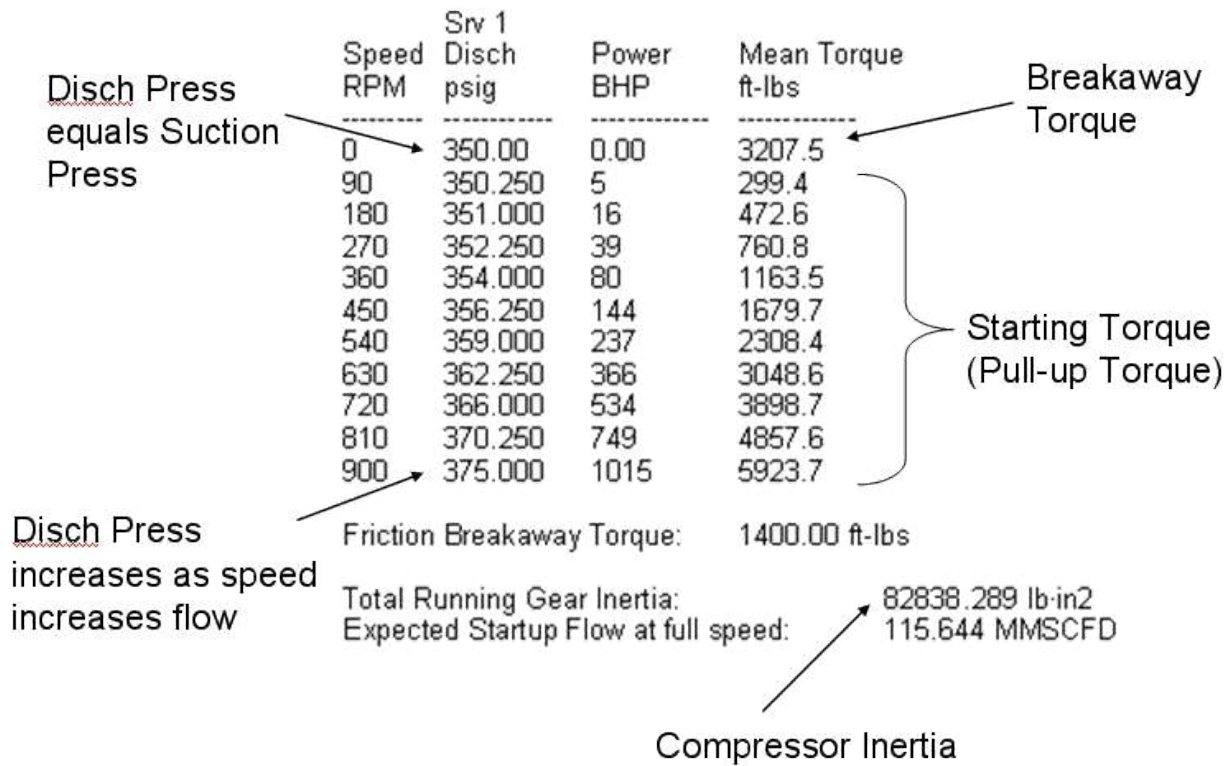 Srv 1
Speed Disch Power Mean Torque
RPM psig BHP ft-lbs
--------- ------------ ------------- -------------
0 350.00 0.00 3207.5
90 350.250 5 299.4
180 351.000 16 472.6
270 352.250 39 760.8
360 354.000 80 1163.5
450 356.250 144 1679.7
540 359.000 237 2308.4
630 362.250 366 3048.6
720 366.000 534 3898.7
810 370.250 749 4857.6
900 375.000 1015 5923.7
Friction Breakaway Torque: 1400.00 ft-lbs
Total Running Gear Inertia: 82838.289 lb-in2
Expected Startup Flow at full speed: 115.644 MMSCFD
Disch Press
equals Suction
Press
Breakaway
Torque
Starting Torque
(Pull-up Torque)
Disch Press
increases as speed
increases flow
Compressor Inertia